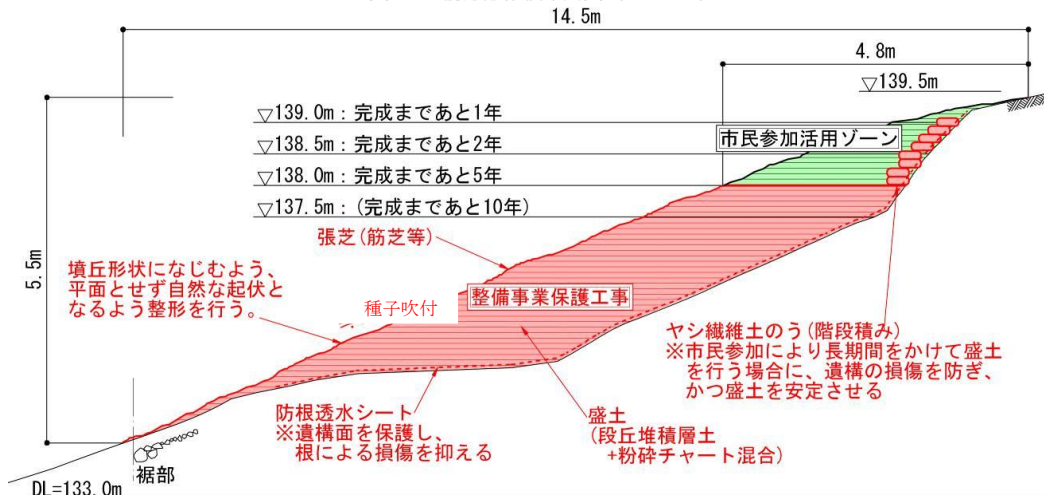 14.5m
4.8m
▽139.5m
▽139.0m：完成まであと1年
市民参加活用ゾーン
▽138.5m：完成まであと2年
▽138.0m：完成まであと5年
▽137.5m：(完成まであと10年)
5.5m
張芝(筋芝等)
墳丘形状になじむよう、
平面とせず自然な起伏と
なるよう整形を行う。
種子吹付
整備事業保護工事
ヤシ繊維土のう(階段積み)
※市民参加により長期間をかけて盛土
を行う場合に、遺構の損傷を防ぎ、
かつ盛土を安定させる
防根透水シート
※遺構面を保護し、
根による損傷を抑える
盛土
(段丘堆積層土
+粉砕チャート混合)
裾部
DL=133.0m